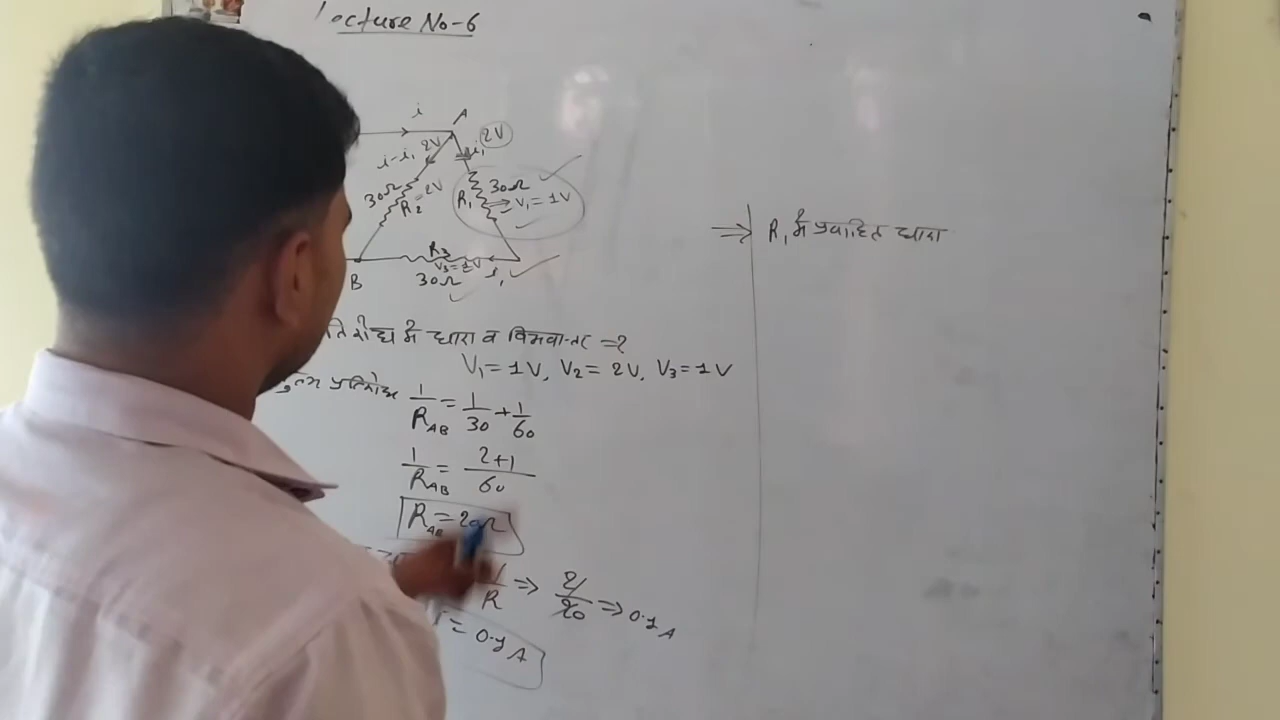 Lecture No-6
i
A
2V
i-i₁ 2V
i₁
30Ω 2V
R₂
R₁ 30Ω
V₁ = 1V
R₃
V₃ = 1V
30Ω
i₁
B
में धारा व विभवान्तर = ?
V₁ = 1V, V₂ = 2V, V₃ = 1V
1/R_AB = 1/30 + 1/60
1/R_AB = 2+1/60
R_AB = 20Ω
R ⇒ 2/20 ⇒ 0.1 A
= 0.1 A
⇒ R₁ में प्रवाहित धारा